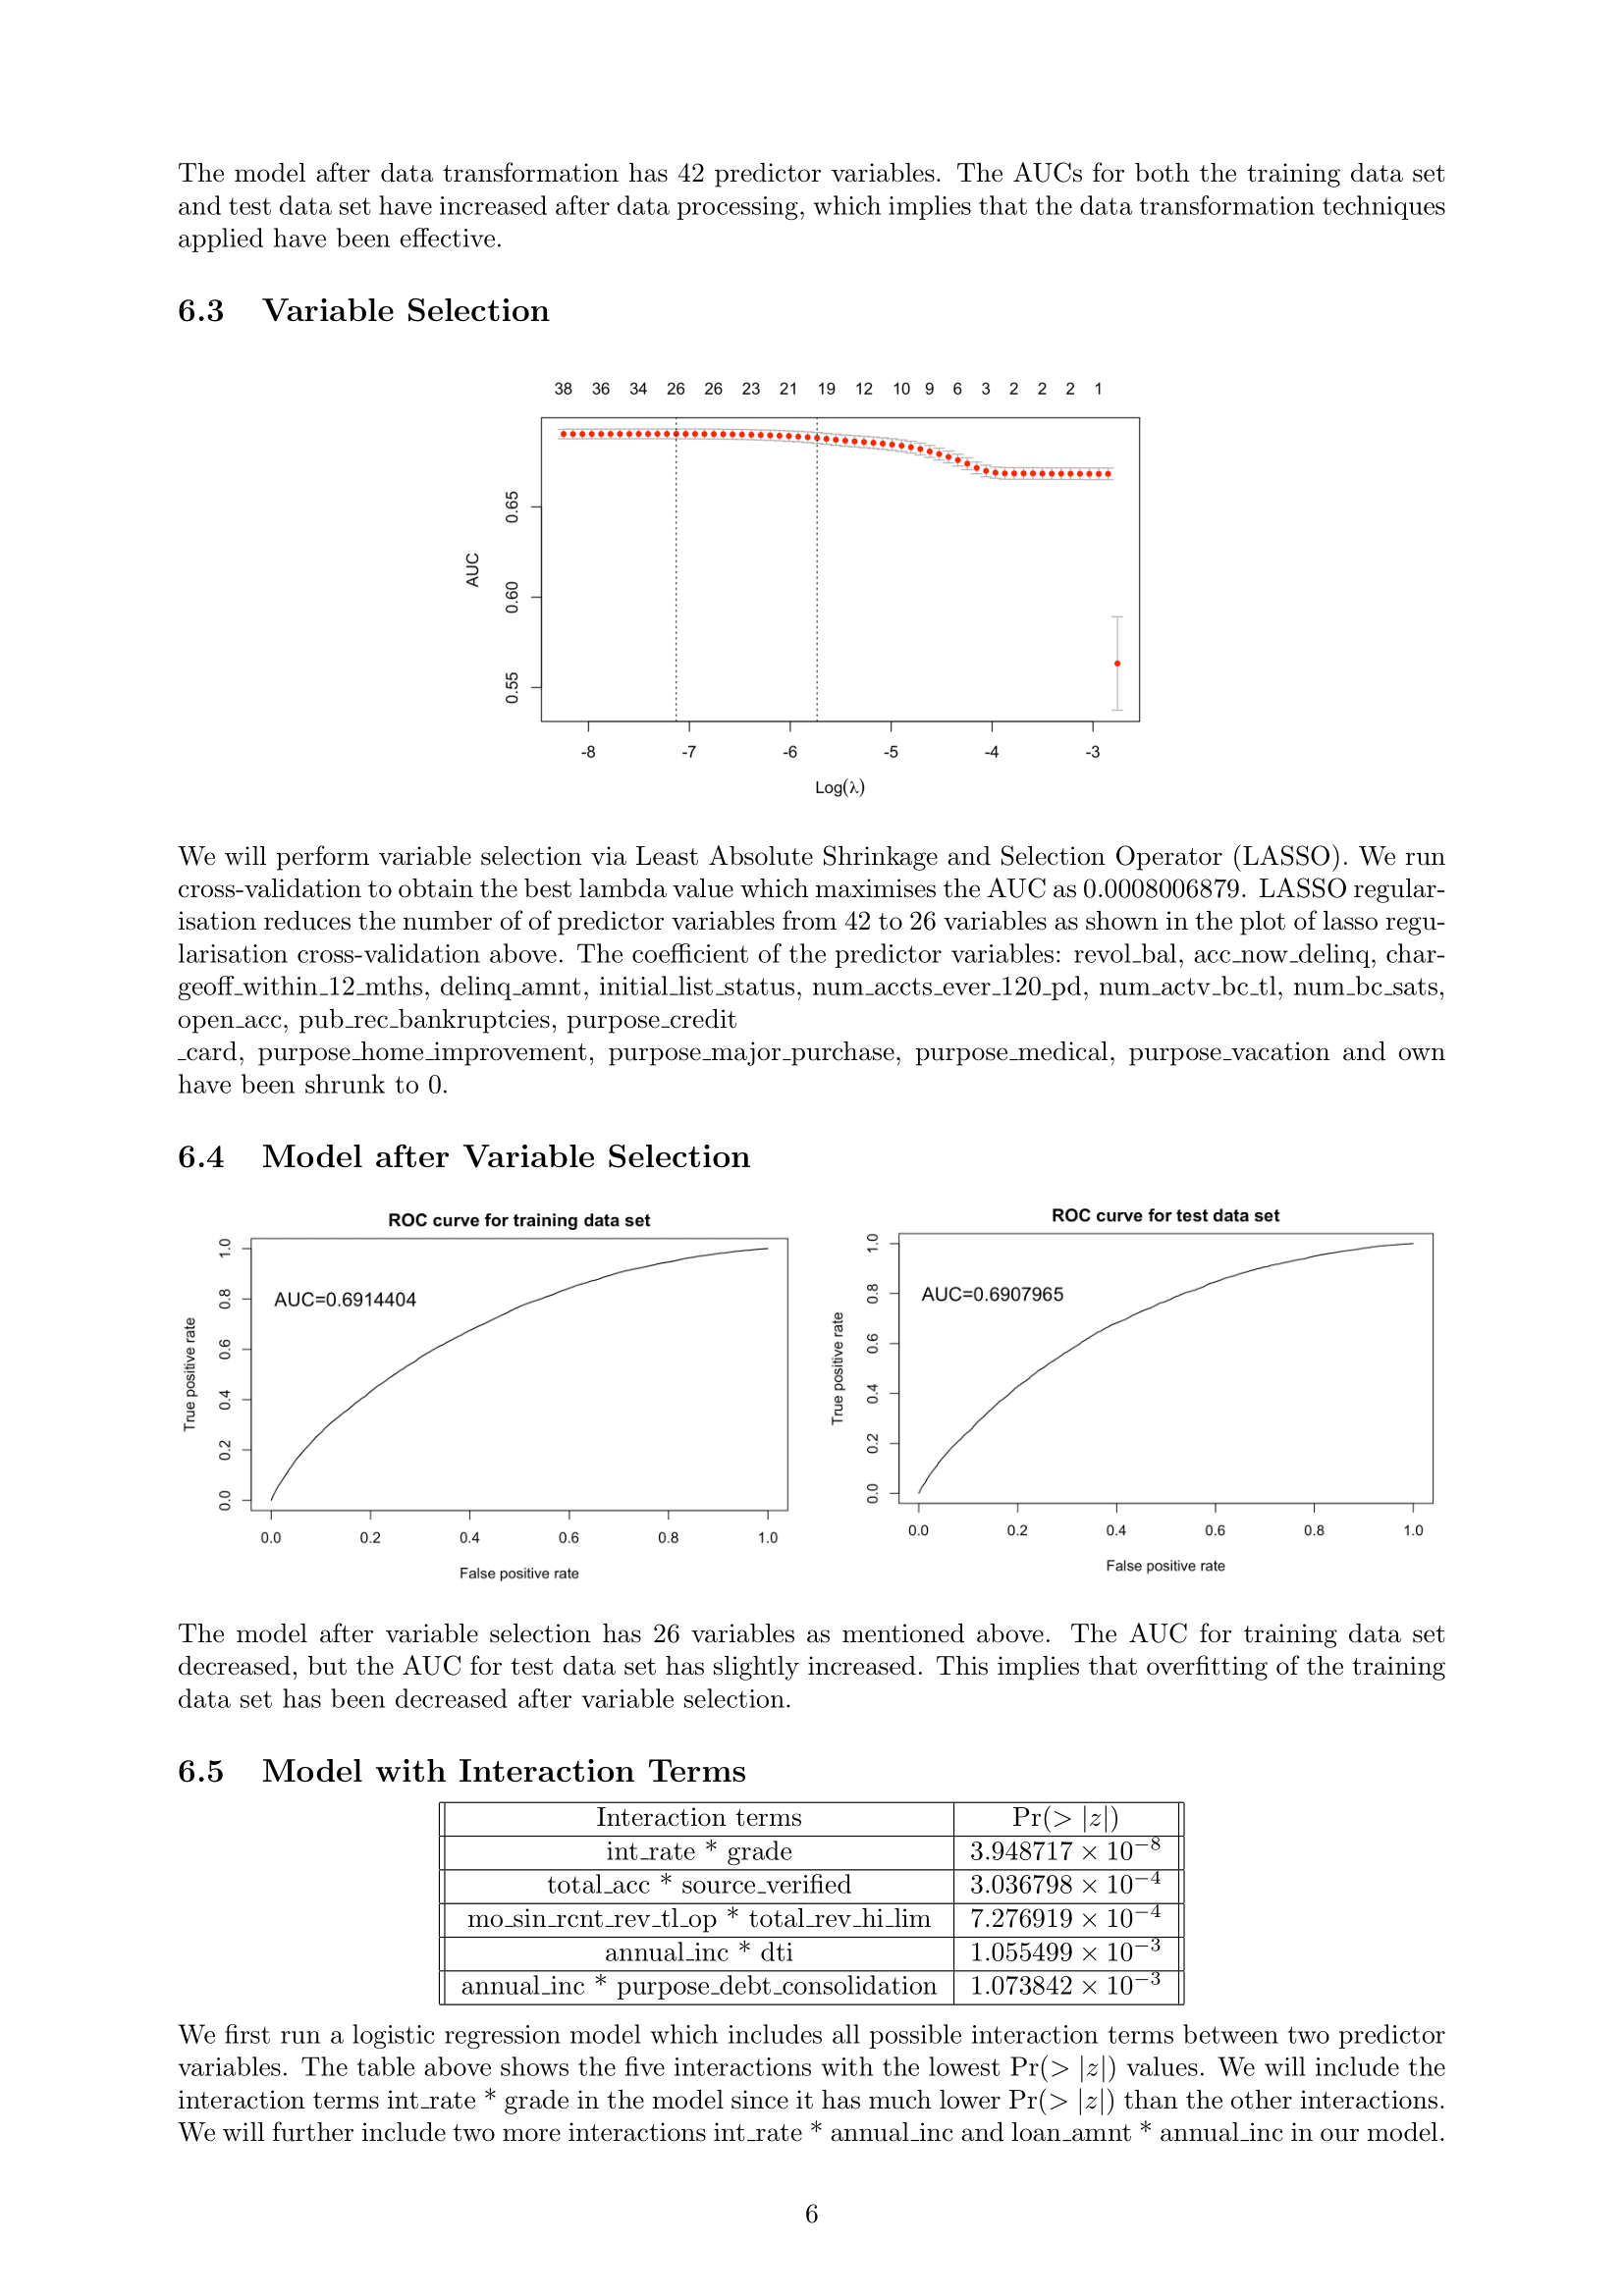 The model after data transformation has 42 predictor variables. The AUCs for both the training data set
and test data set have increased after data processing, which implies that the data transformation techniques
applied have been effective.
6.3 Variable Selection
38 36 34 26 26 23 21 19 12 10 9 6 3 2 2 2 1
0.65
0.60
0.55
AUC
-8 -7 -6 -5 -4 -3
Log(λ)
We will perform variable selection via Least Absolute Shrinkage and Selection Operator (LASSO). We run
cross-validation to obtain the best lambda value which maximises the AUC as 0.0008006879. LASSO regular-
isation reduces the number of of predictor variables from 42 to 26 variables as shown in the plot of lasso regu-
larisation cross-validation above. The coefficient of the predictor variables: revol_bal, acc_now_delinq, char-
geoff_within_12_mths, delinq_amnt, initial_list_status, num_accts_ever_120_pd, num_actv_bc_tl, num_bc_sats,
open_acc, pub_rec_bankruptcies, purpose_credit
_card, purpose_home_improvement, purpose_major_purchase, purpose_medical, purpose_vacation and own
have been shrunk to 0.
6.4 Model after Variable Selection
ROC curve for training data set
AUC=0.6914404
True positive rate
1.0
0.8
0.6
0.4
0.2
0.0
0.0 0.2 0.4 0.6 0.8 1.0
False positive rate
ROC curve for test data set
AUC=0.6907965
True positive rate
1.0
0.8
0.6
0.4
0.2
0.0
0.0 0.2 0.4 0.6 0.8 1.0
False positive rate
The model after variable selection has 26 variables as mentioned above. The AUC for training data set
decreased, but the AUC for test data set has slightly increased. This implies that overfitting of the training
data set has been decreased after variable selection.
6.5 Model with Interaction Terms
Interaction terms Pr(> |z|)
int_rate * grade 3.948717 × 10⁻⁸
total_acc * source_verified 3.036798 × 10⁻⁴
mo_sin_rcnt_rev_tl_op * total_rev_hi_lim 7.276919 × 10⁻⁴
annual_inc * dti 1.055499 × 10⁻³
annual_inc * purpose_debt_consolidation 1.073842 × 10⁻³
We first run a logistic regression model which includes all possible interaction terms between two predictor
variables. The table above shows the five interactions with the lowest Pr(> |z|) values. We will include the
interaction terms int_rate * grade in the model since it has much lower Pr(> |z|) than the other interactions.
We will further include two more interactions int_rate * annual_inc and loan_amnt * annual_inc in our model.
6